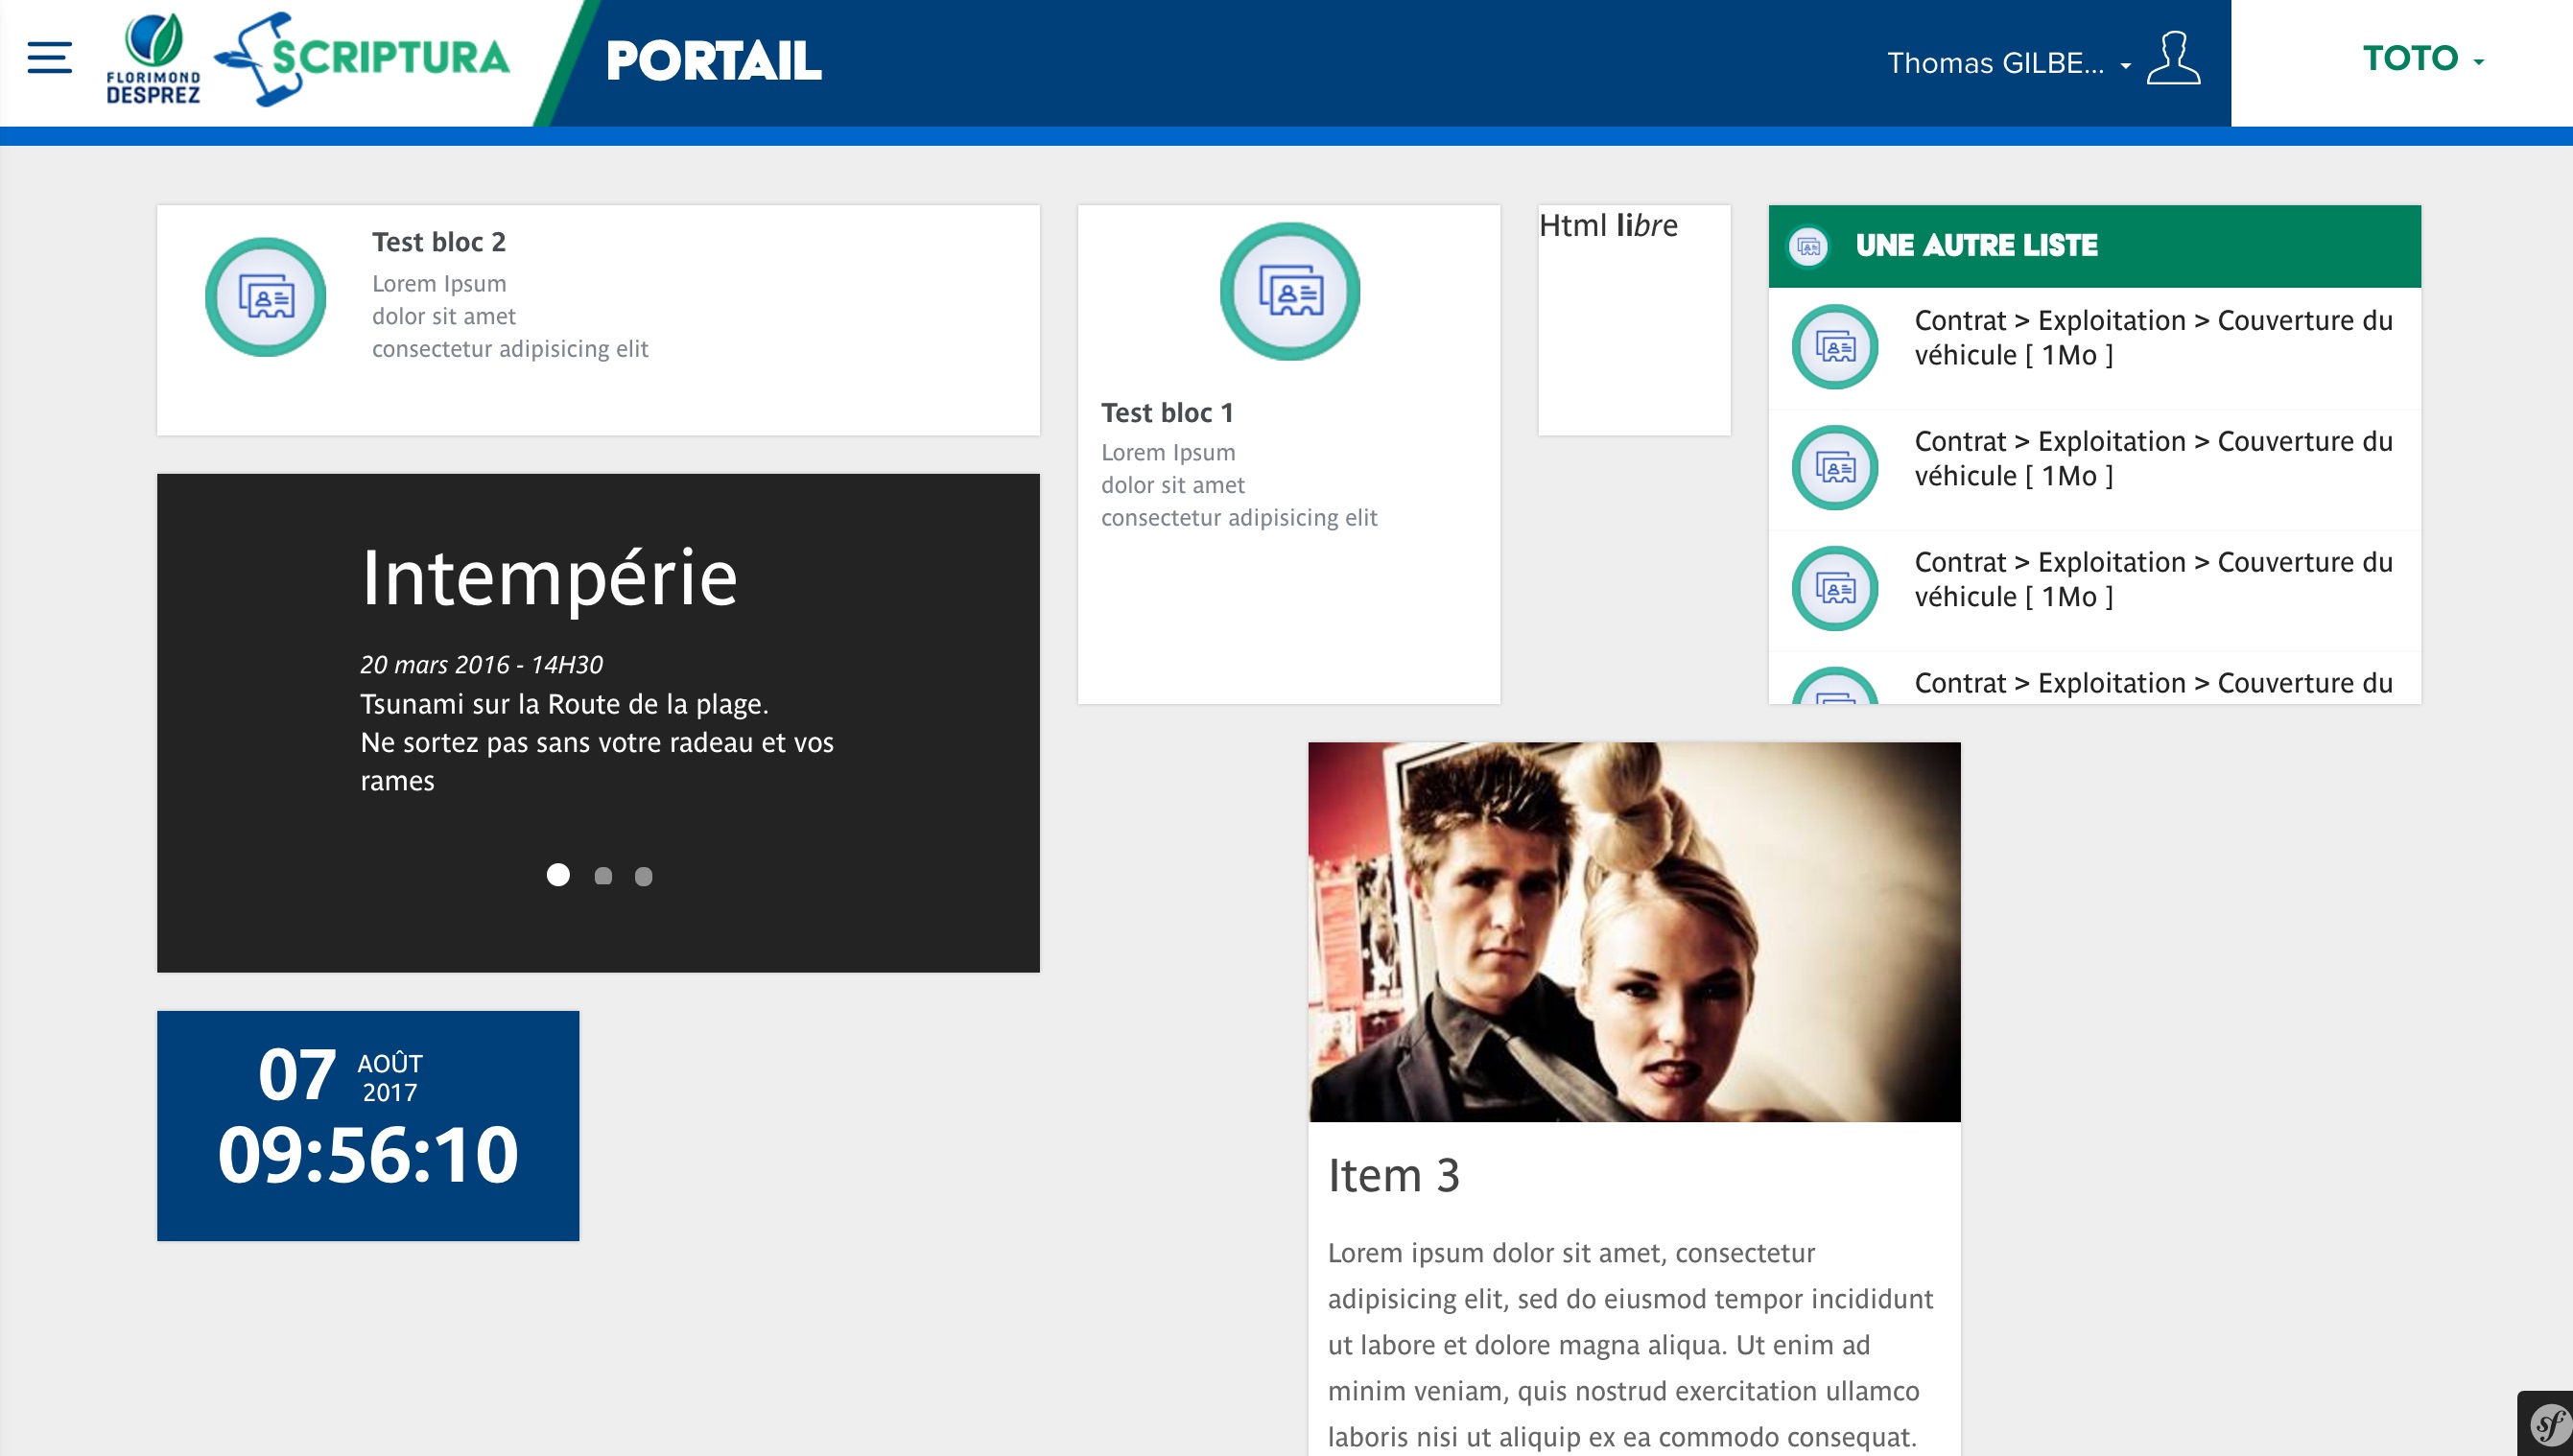 FLORIMOND
DESPREZ
SCRIPTURA
PORTAIL
Thomas GILBE...
TOTO
Test bloc 2
Lorem Ipsum
dolor sit amet
consectetur adipisicing elit
Test bloc 1
Lorem Ipsum
dolor sit amet
consectetur adipisicing elit
Html libre
UNE AUTRE LISTE
Contrat > Exploitation > Couverture du
véhicule [ 1Mo ]
Contrat > Exploitation > Couverture du
véhicule [ 1Mo ]
Contrat > Exploitation > Couverture du
véhicule [ 1Mo ]
Contrat > Exploitation > Couverture du
Intempérie
20 mars 2016 - 14H30
Tsunami sur la Route de la plage.
Ne sortez pas sans votre radeau et vos
rames
07
AOÛT
2017
09:56:10
Item 3
Lorem ipsum dolor sit amet, consectetur
adipisicing elit, sed do eiusmod tempor incididunt
ut labore et dolore magna aliqua. Ut enim ad
minim veniam, quis nostrud exercitation ullamco
laboris nisi ut aliquip ex ea commodo consequat.
sf